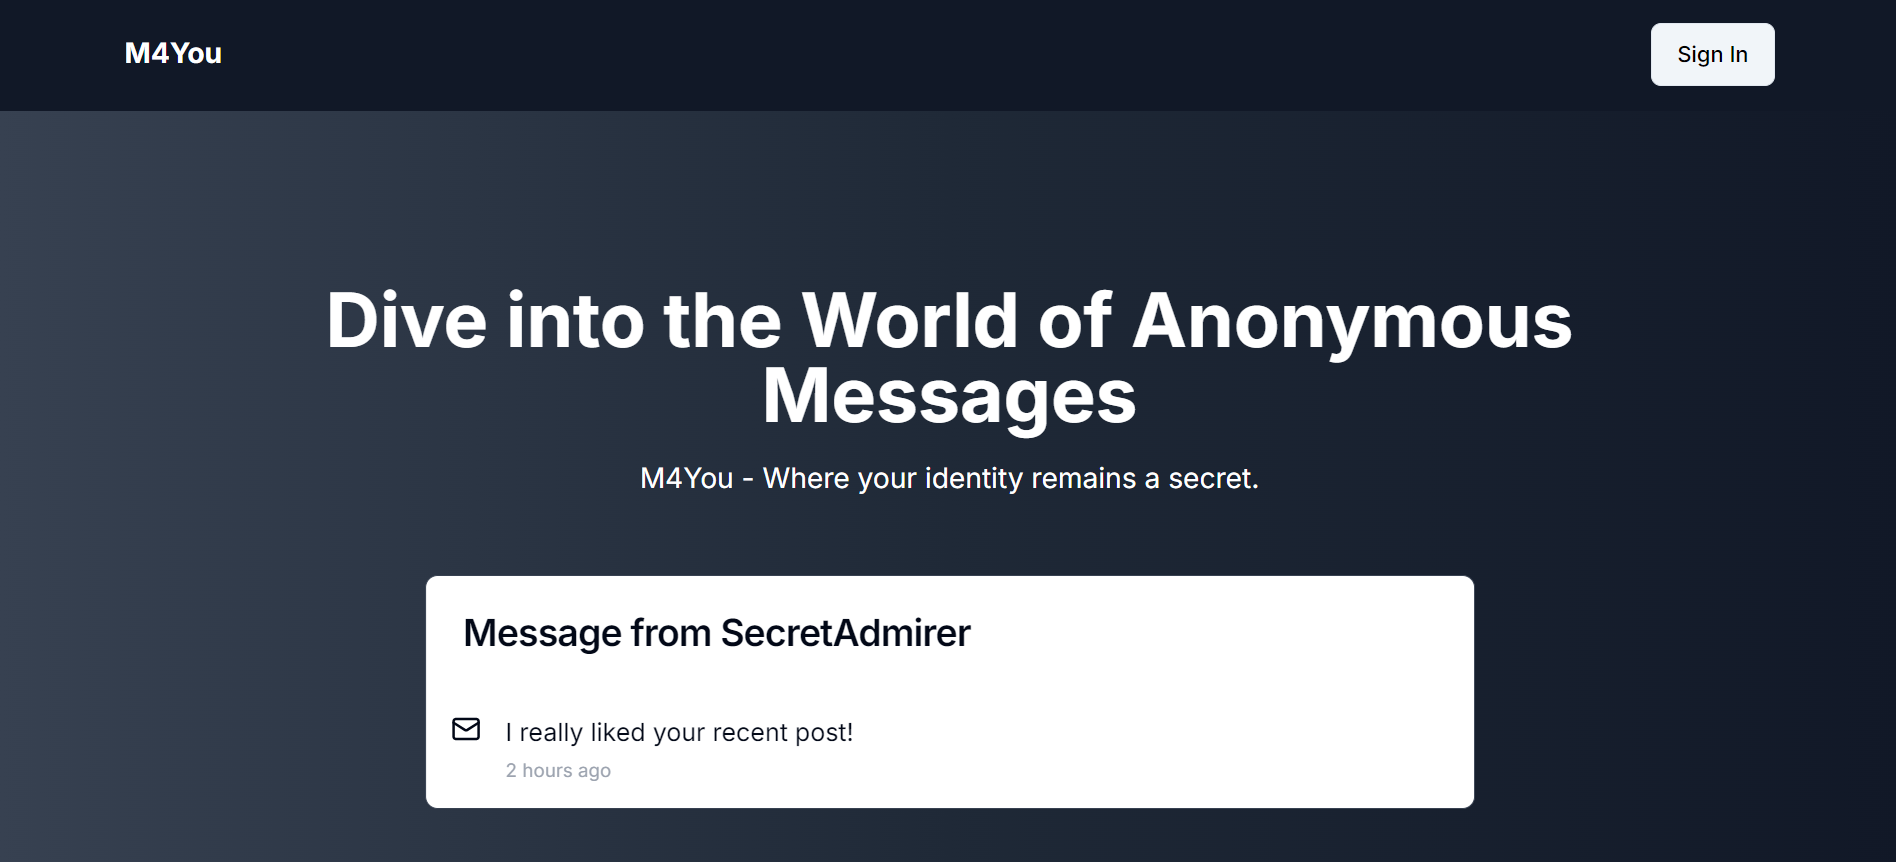 M4You
Sign In
Dive into the World of Anonymous
Messages
M4You - Where your identity remains a secret.
Message from SecretAdmirer
I really liked your recent post!
2 hours ago